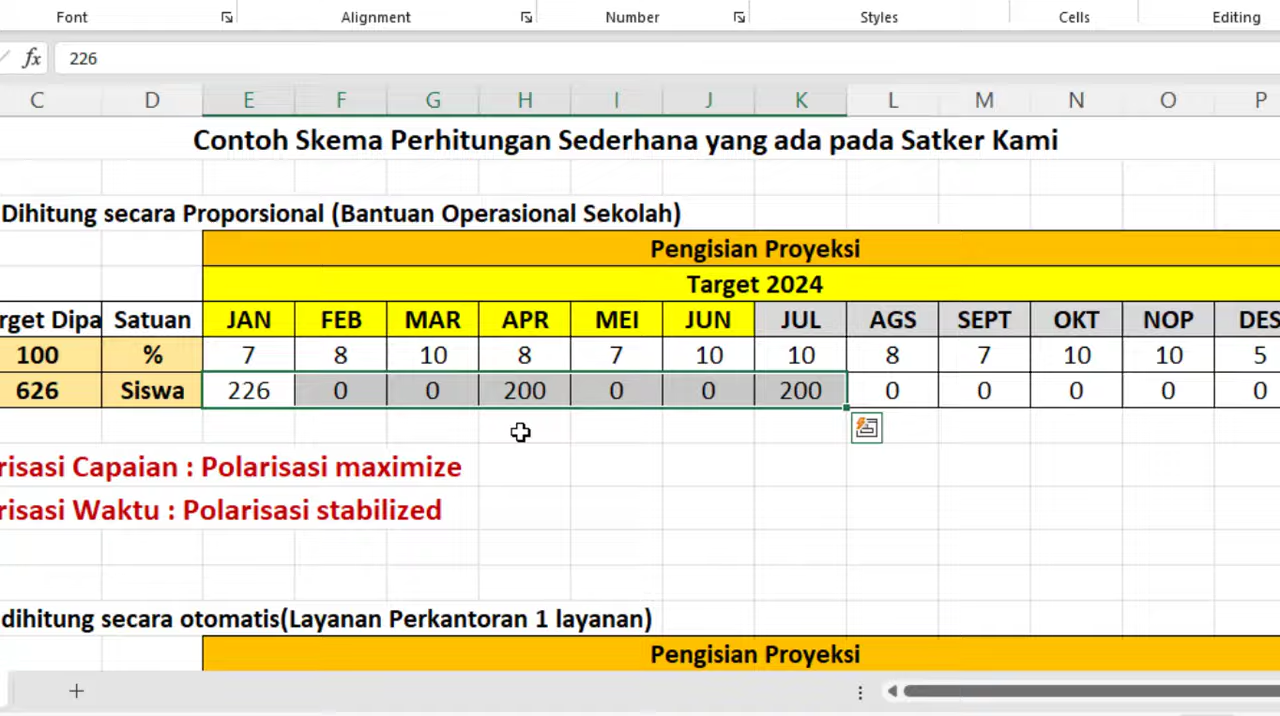 Font Alignment Number Styles Cells Editing
fx 226
C D E F G H I J K L M N O P
Contoh Skema Perhitungan Sederhana yang ada pada Satker Kami
Dihitung secara Proporsional (Bantuan Operasional Sekolah)
Pengisian Proyeksi
Target 2024
rget Dipa Satuan JAN FEB MAR APR MEI JUN JUL AGS SEPT OKT NOP DES
100 % 7 8 10 8 7 10 10 8 7 10 10 5
626 Siswa 226 0 0 200 0 0 200 0 0 0 0 0
risasi Capaian : Polarisasi maximize
risasi Waktu : Polarisasi stabilized
dihitung secara otomatis(Layanan Perkantoran 1 layanan)
Pengisian Proyeksi